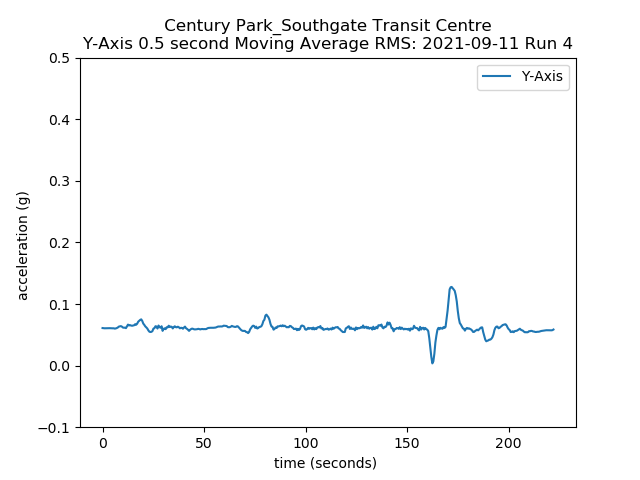 Century Park_Southgate Transit Centre
Y-Axis 0.5 second Moving Average RMS: 2021-09-11 Run 4
Y-Axis
0.5
0.4
0.3
0.2
0.1
0.0
−0.1
acceleration (g)
0 50 100 150 200
time (seconds)